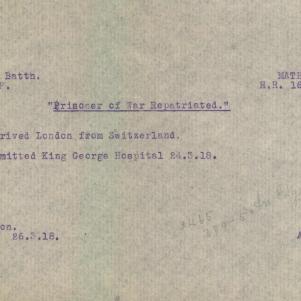 Batth. MATH
H.R. 16
"Prisoner of War Repatriated."
rived London from Switzerland.
mitted King George Hospital 24.3.18.
on.
26.3.18. A